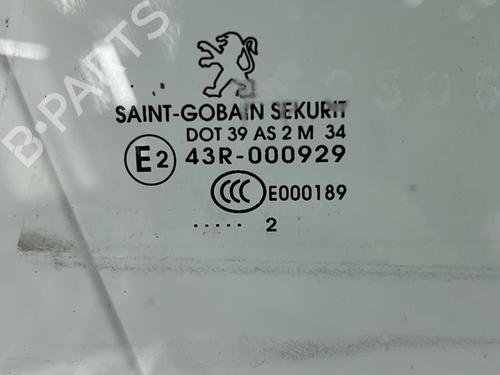 B-PARTS
SAINT-GOBAIN SEKURIT
DOT 39 AS 2 M 34
E2 43R-000929
CCC E000189
..... 2